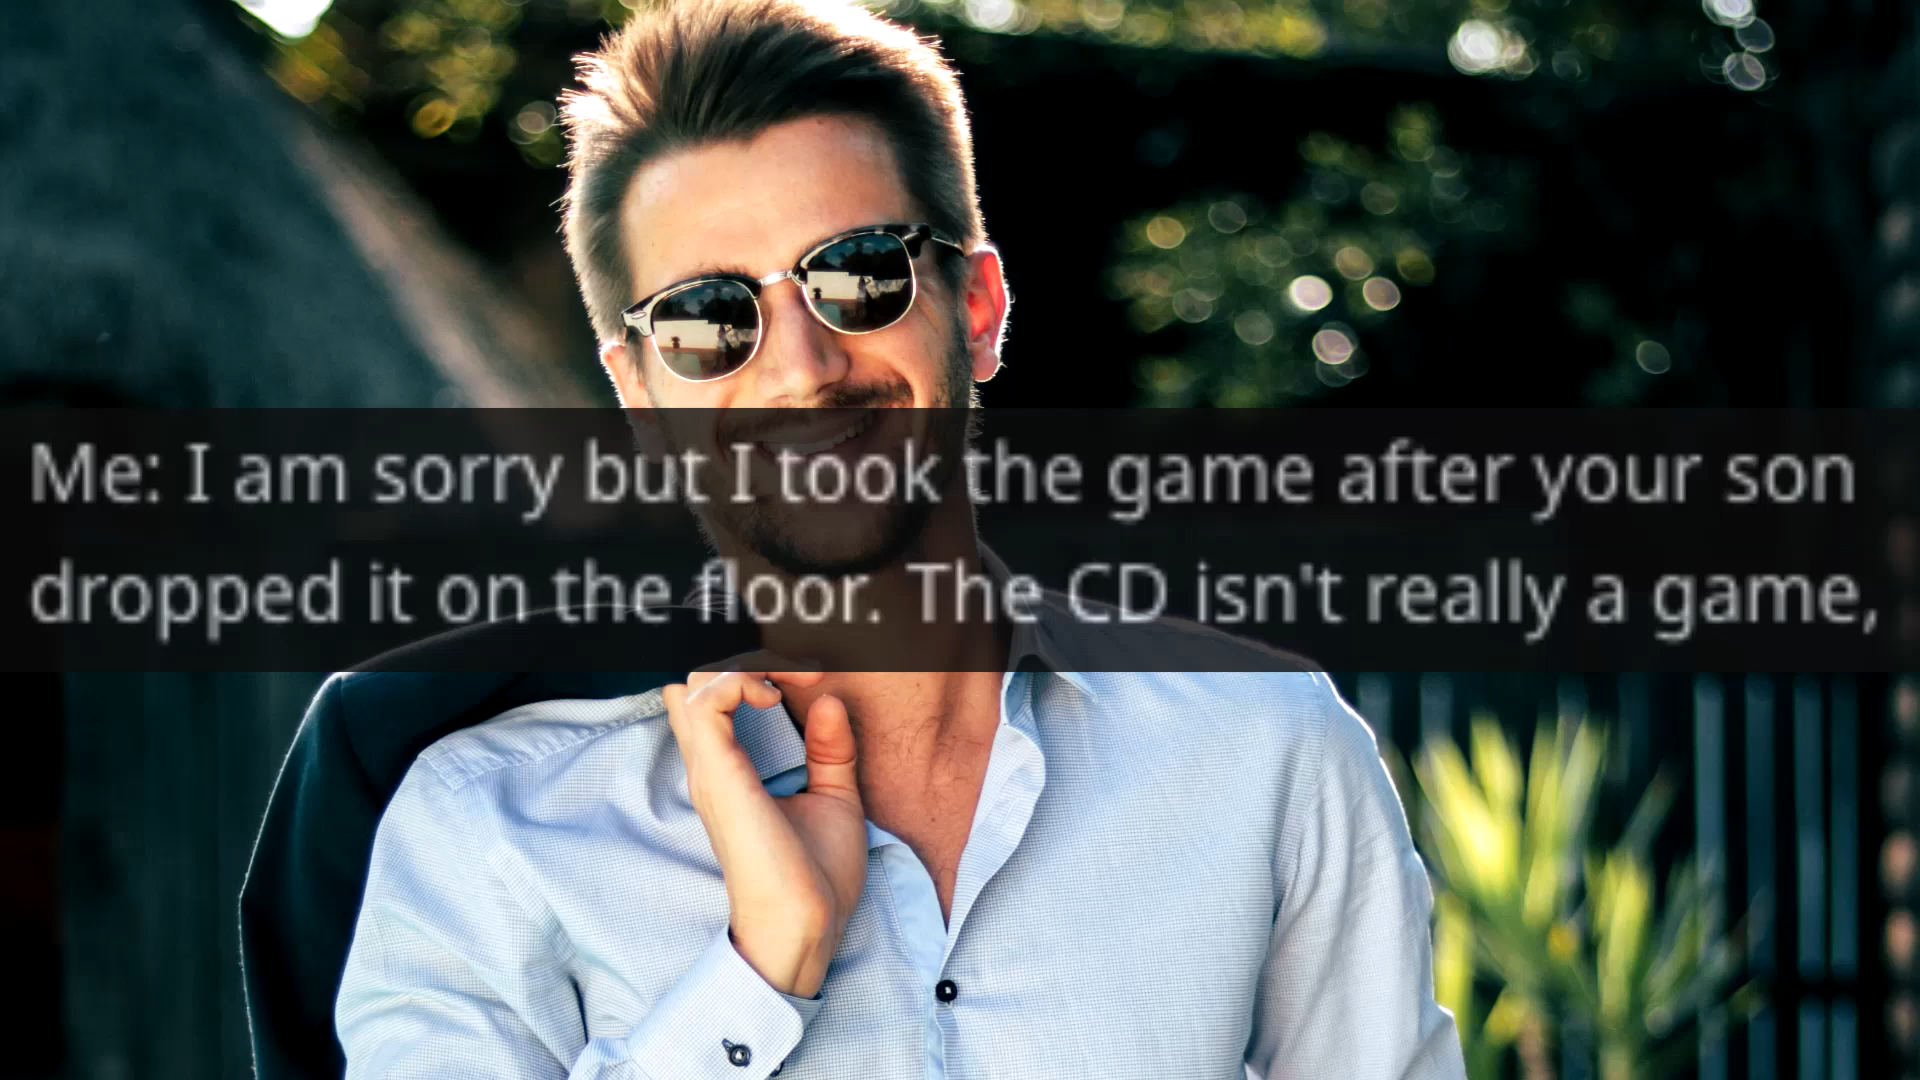 Me: I am sorry but I took the game after your son
dropped it on the floor. The CD isn't really a game,